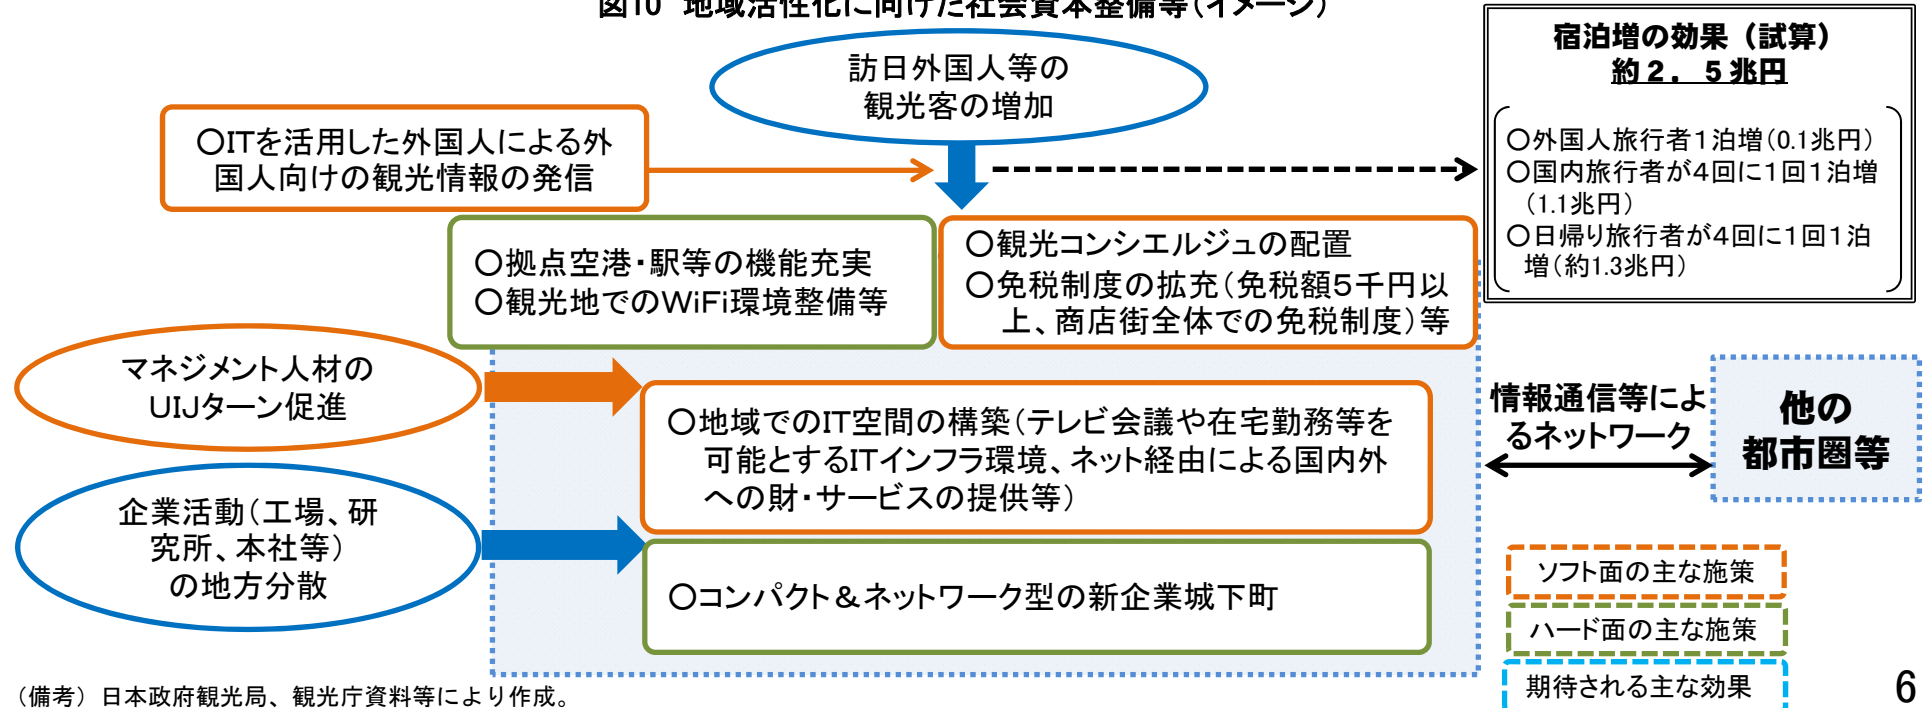 図10 地域活性化に向けた社会資本整備等（イメージ）
訪日外国人等の
観光客の増加
宿泊増の効果（試算）
約２．５兆円
○外国人旅行者１泊増（0.1兆円）
○国内旅行者が４回に１回１泊増
（1.1兆円）
○日帰り旅行者が４回に１回１泊
増（約1.3兆円）
○ITを活用した外国人による外
国人向けの観光情報の発信
○拠点空港・駅等の機能充実
○観光地でのWiFi環境整備等
○観光コンシエルジュの配置
○免税制度の拡充（免税額５千円以
上、商店街全体での免税制度）等
マネジメント人材の
UIJターン促進
○地域でのIT空間の構築（テレビ会議や在宅勤務等を
可能とするITインフラ環境、ネット経由による国内外
への財・サービスの提供等）
情報通信等によ
るネットワーク
他の
都市圏等
企業活動（工場、研
究所、本社等）
の地方分散
○コンパクト＆ネットワーク型の新企業城下町
ソフト面の主な施策
ハード面の主な施策
期待される主な効果
（備考）日本政府観光局、観光庁資料等により作成。
6